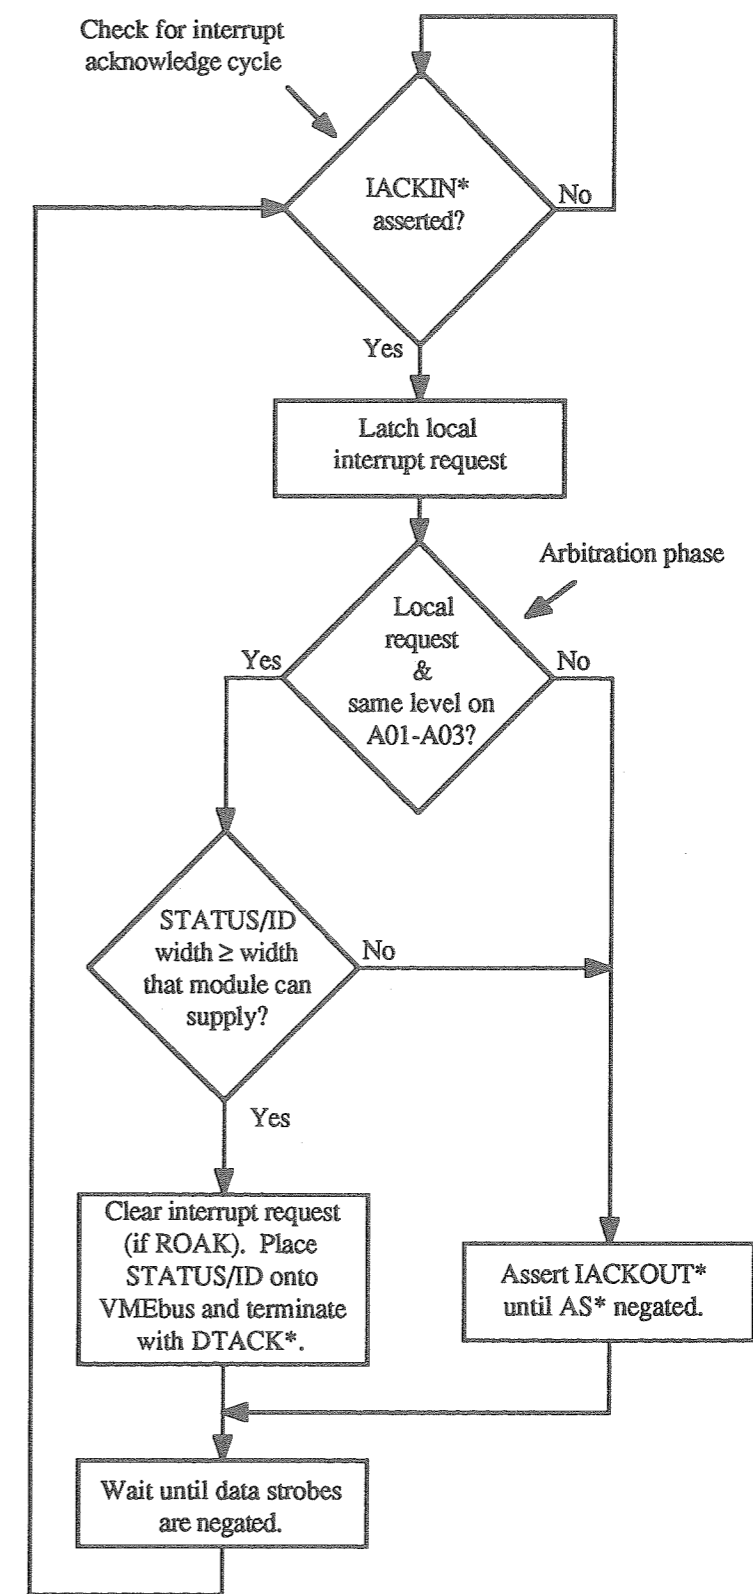 Check for interrupt
acknowledge cycle
IACKIN*
asserted?
No
Yes
Latch local
interrupt request
Arbitration phase
Local
request
&
same level on
A01-A03?
Yes
No
STATUS/ID
width ≥ width
that module can
supply?
No
Yes
Clear interrupt request
(if ROAK). Place
STATUS/ID onto
VMEbus and terminate
with DTACK*.
Assert IACKOUT*
until AS* negated.
Wait until data strobes
are negated.